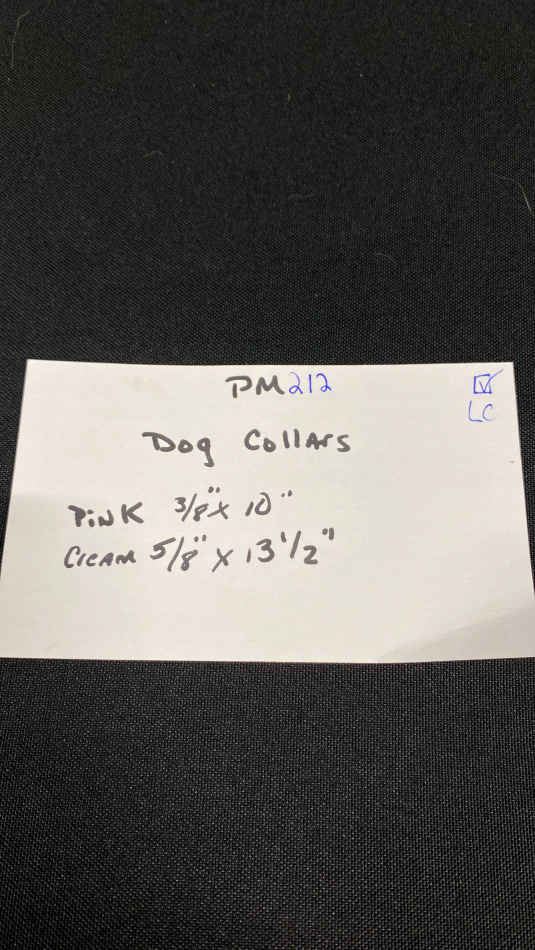 PM212
☑
LC
Dog Collars
Pink 3/8" x 10"
Cream 5/8" x 13 1/2"